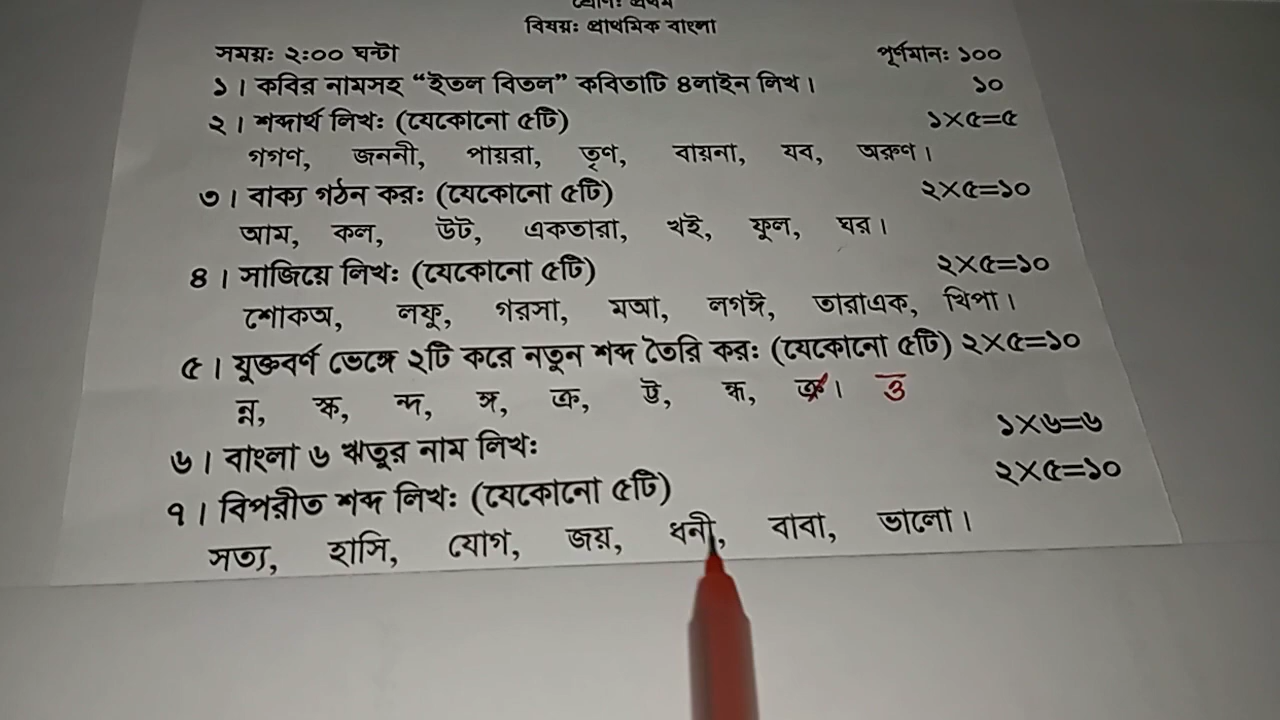 শ্রেণিঃ প্রথম
বিষয়ঃ প্রাথমিক বাংলা
সময়ঃ ২:০০ ঘন্টা পূর্ণমানঃ ১০০
১। কবির নামসহ “ইতল বিতল” কবিতাটি ৪লাইন লিখ। ১০
২। শব্দার্থ লিখঃ (যেকোনো ৫টি) ১×৫=৫
গগণ, জননী, পায়রা, তৃণ, বায়না, যব, অরুণ।
৩। বাক্য গঠন করঃ (যেকোনো ৫টি) ২×৫=১০
আম, কল, উট, একতারা, খই, ফুল, ঘর।
৪। সাজিয়ে লিখঃ (যেকোনো ৫টি) ২×৫=১০
শোকঅ, লফু, গরসা, মআ, লগঈ, তারাএক, খিপা।
৫। যুক্তবর্ণ ভেঙ্গে ২টি করে নতুন শব্দ তৈরি করঃ (যেকোনো ৫টি) ২×৫=১০
ন্ন, স্ক, ন্দ, ঙ্গ, ক্র, ট্ট, ন্ধ, ক্র। ত্ত
৬। বাংলা ৬ ঋতুর নাম লিখঃ ১×৬=৬
৭। বিপরীত শব্দ লিখঃ (যেকোনো ৫টি) ২×৫=১০
সত্য, হাসি, যোগ, জয়, ধনী, বাবা, ভালো।